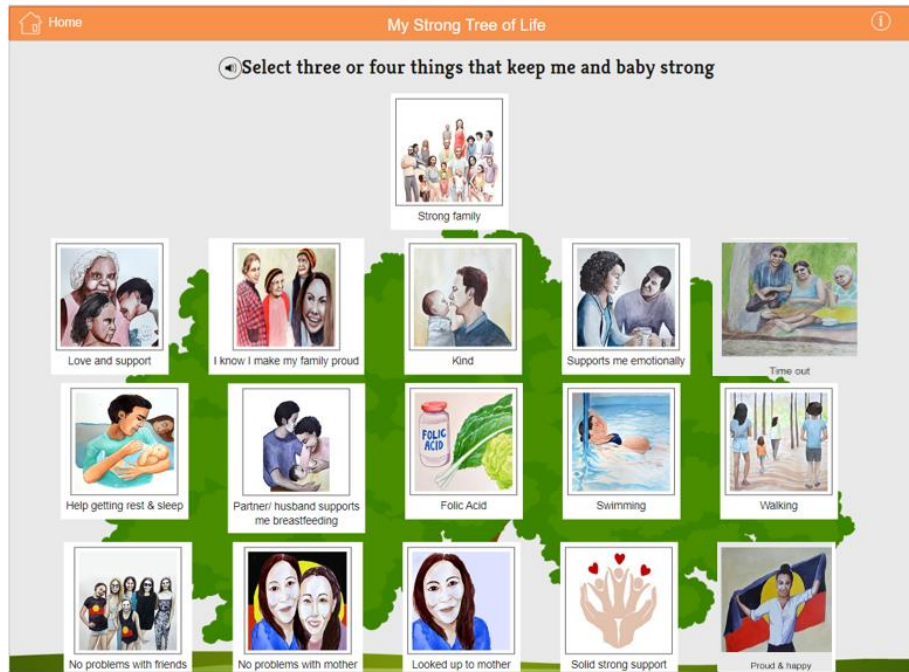 Home
My Strong Tree of Life
Select three or four things that keep me and baby strong
Strong family
Love and support
I know I make my family proud
Kind
Supports me emotionally
Time out
Help getting rest & sleep
Partner/ husband supports
me breastfeeding
FOLIC
ACID
Folic Acid
Swimming
Walking
No problems with friends
No problems with mother
Looked up to mother
Solid strong support
Proud & happy